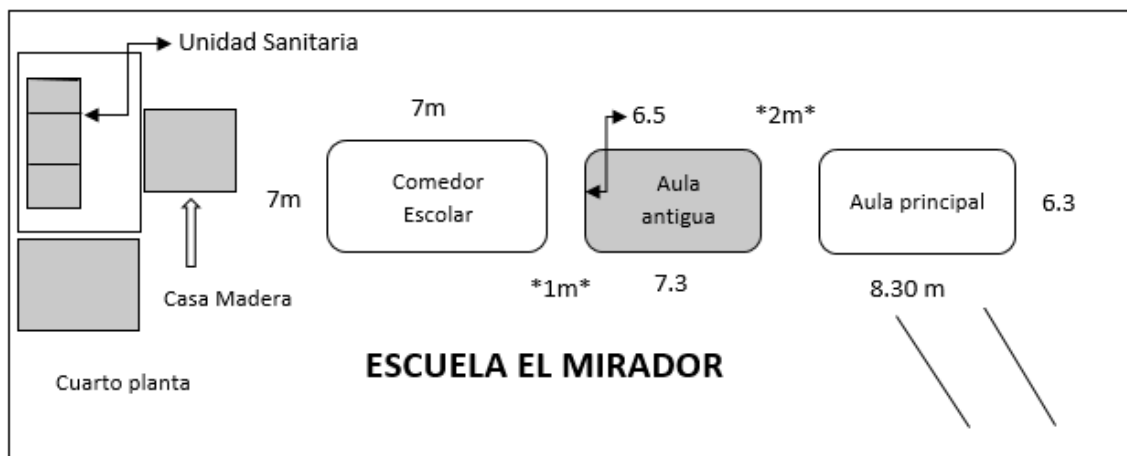 Unidad Sanitaria
7m
6.5
*2m*
Comedor
Escolar
Aula
antigua
7m
Aula principal
6.3
*1m*
7.3
8.30 m
Casa Madera
ESCUELA EL MIRADOR
Cuarto planta